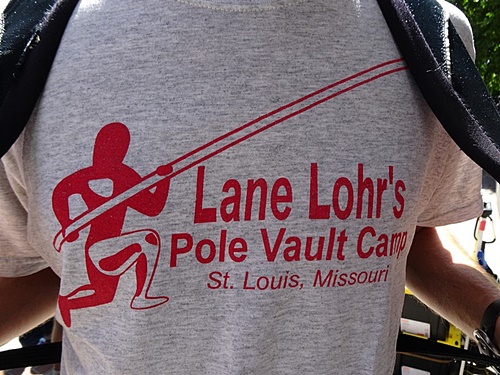 Lane Lohr's
Pole Vault Camp
St. Louis, Missouri